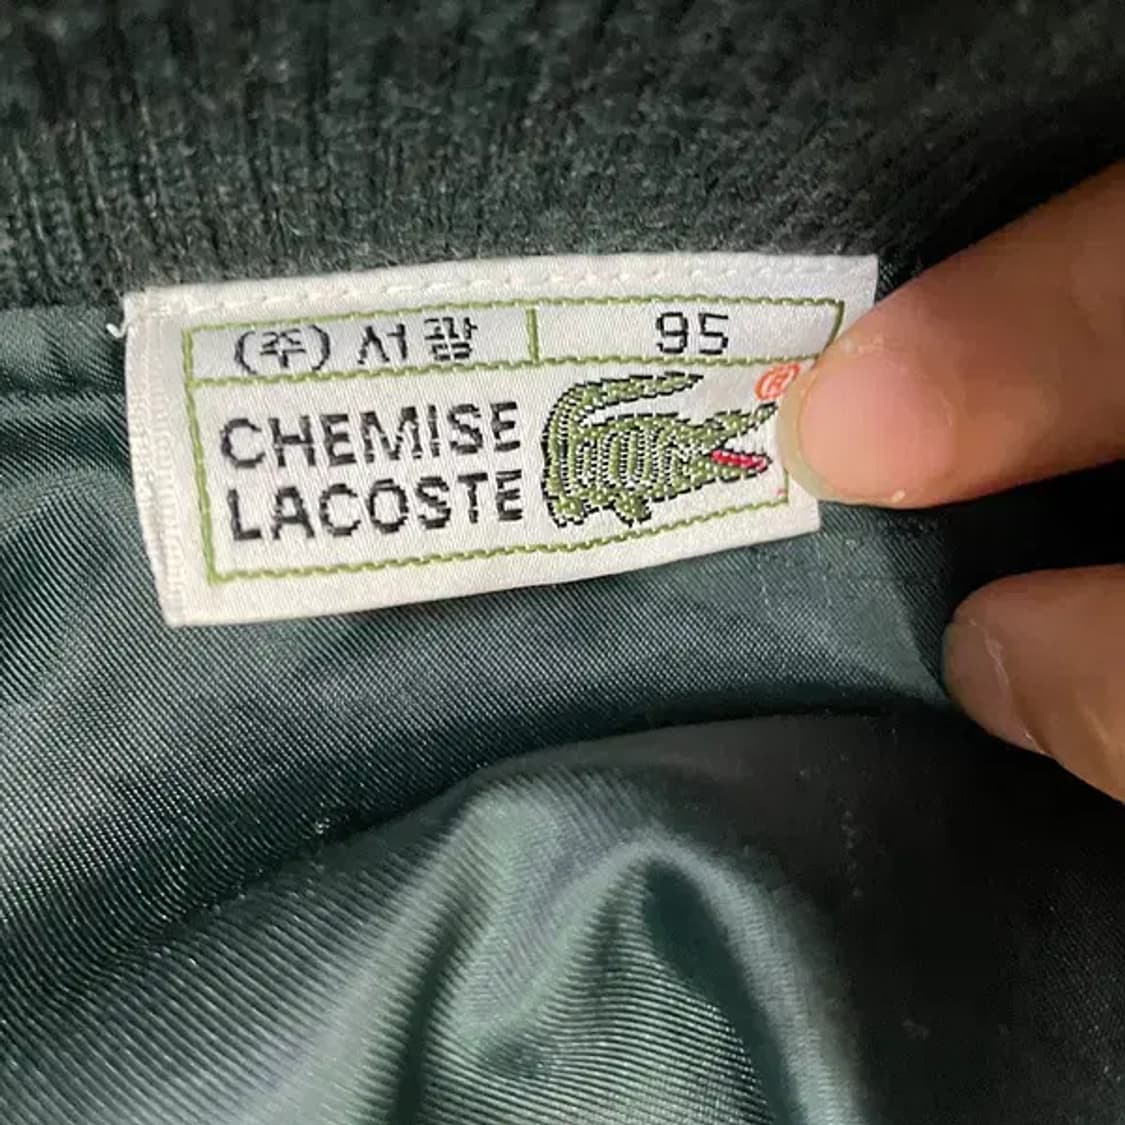 (주) 서광 95
CHEMISE
LACOSTE
®